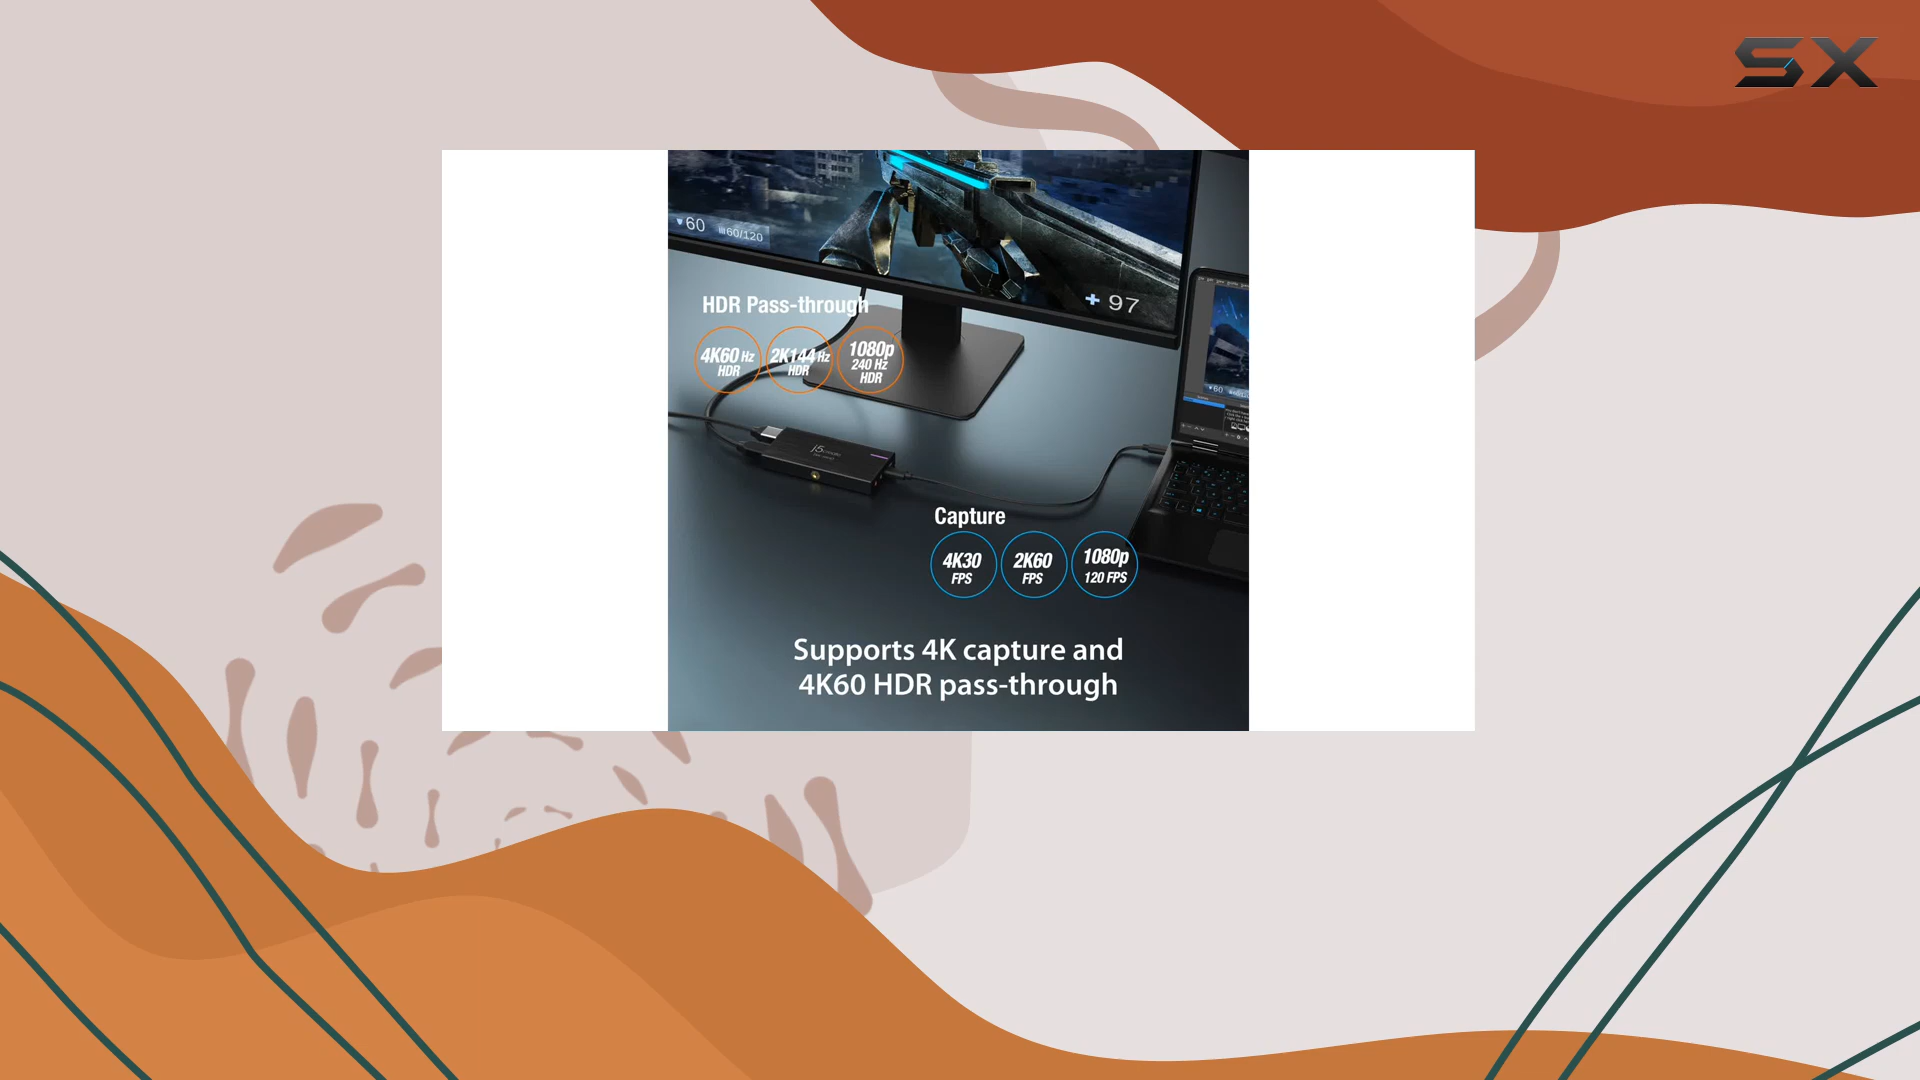 SX
60
60/120
97
HDR Pass-through
4K60 Hz
HDR
2K144 Hz
HDR
1080p
240 Hz
HDR
j5create
Capture
4K30
FPS
2K60
FPS
1080p
120 FPS
Supports 4K capture and
4K60 HDR pass-through